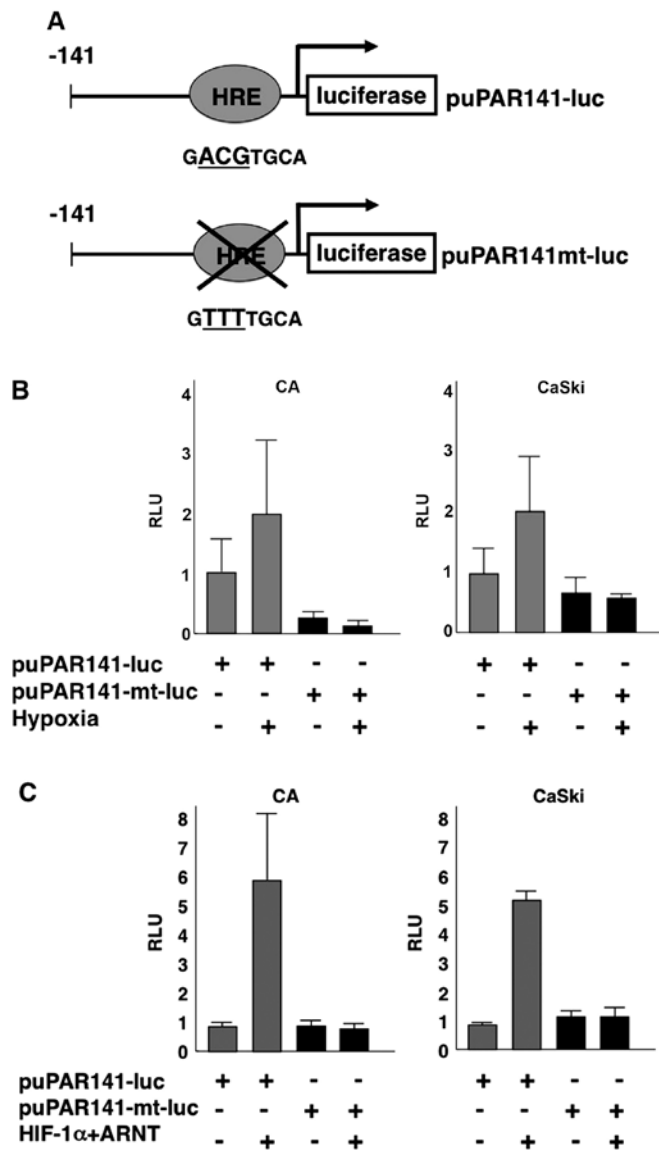 A
-141
HRE
luciferase
puPAR141-luc
GACGTGCA
-141
HRE
luciferase
puPAR141mt-luc
GTTTTGCA
B
CA
CaSki
4
3
2
1
0
RLU
4
3
2
1
0
RLU
puPAR141-luc + + - - + + - -
puPAR141-mt-luc - - + + - - + +
Hypoxia - + - + - + - +
C
CA
CaSki
8
7
6
5
4
3
2
1
0
RLU
8
7
6
5
4
3
2
1
0
RLU
puPAR141-luc + + - - + + - -
puPAR141-mt-luc - - + + - - + +
HIF-1α+ARNT - + - + - + - +